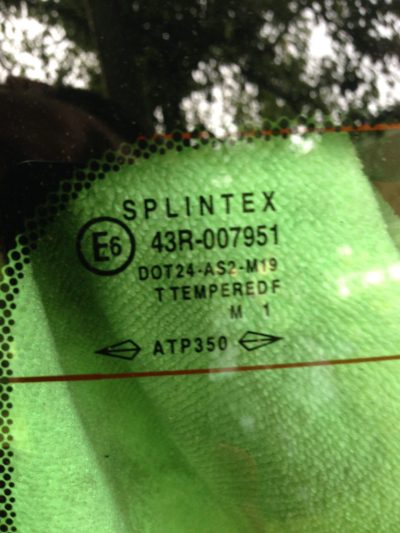 SPLINTEX
E6 43R-007951
DOT24-AS2-M19
T TEMPERED F
M 1
ATP350